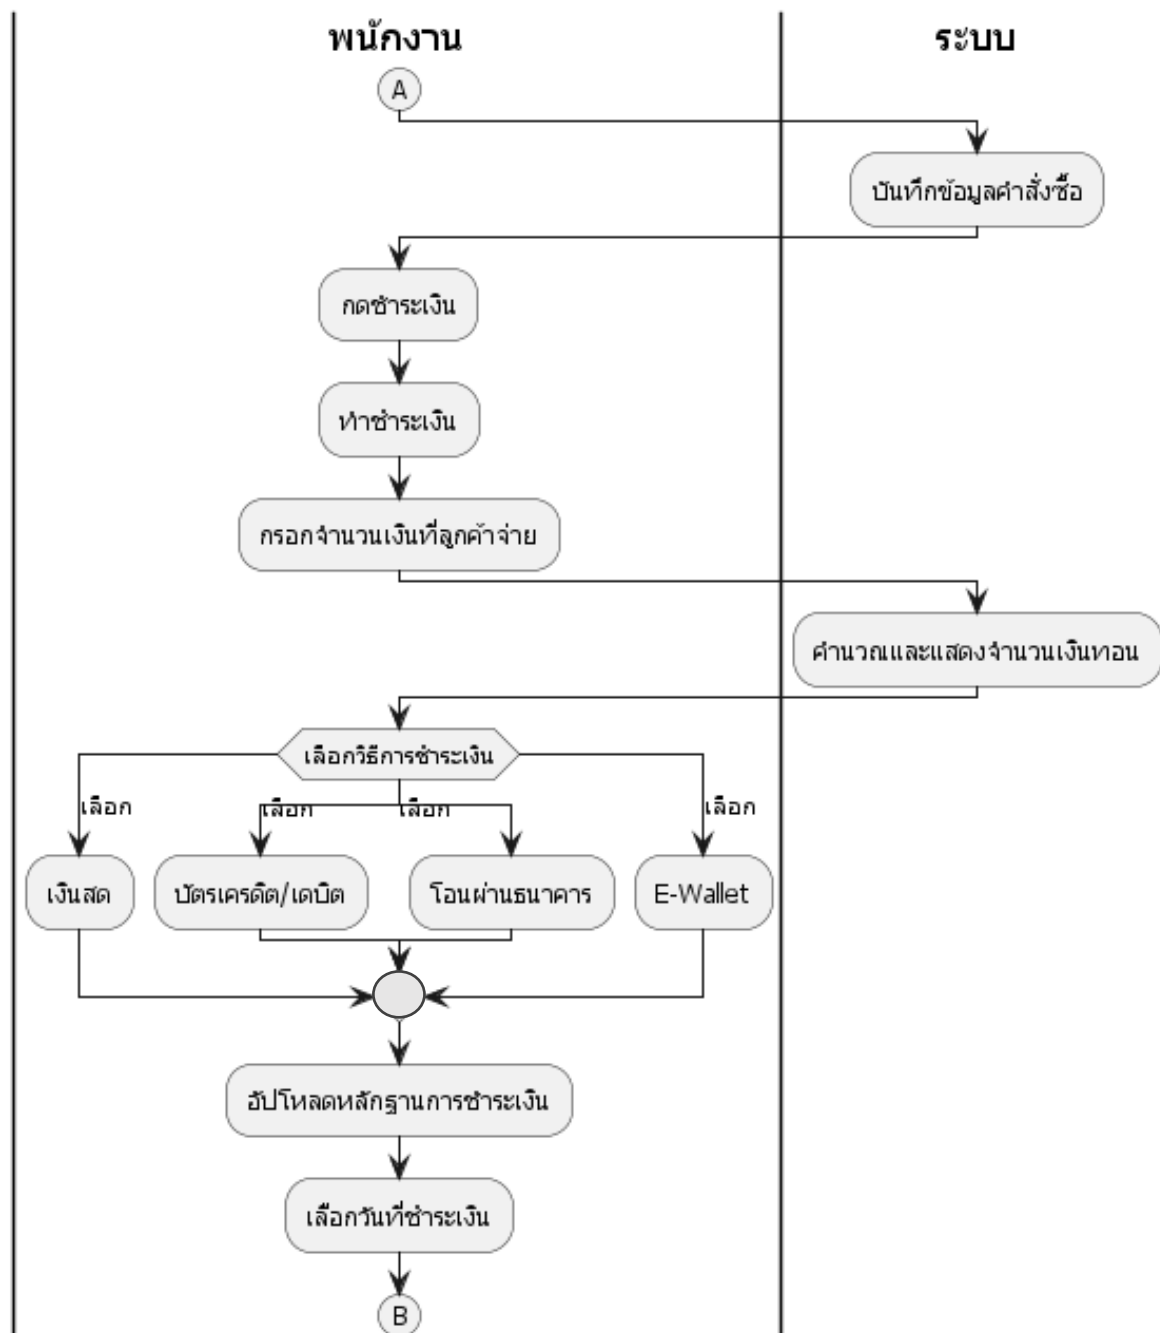 พนักงาน
ระบบ
A
บันทึกข้อมูลคำสั่งซื้อ
กดชำระเงิน
ทำชำระเงิน
กรอกจำนวนเงินที่ลูกค้าจ่าย
คำนวณและแสดงจำนวนเงินทอน
เลือกวิธีการชำระเงิน
เลือก
เลือก
เลือก
เลือก
เงินสด
บัตรเครดิต/เดบิต
โอนผ่านธนาคาร
E-Wallet
อัปโหลดหลักฐานการชำระเงิน
เลือกวันที่ชำระเงิน
B